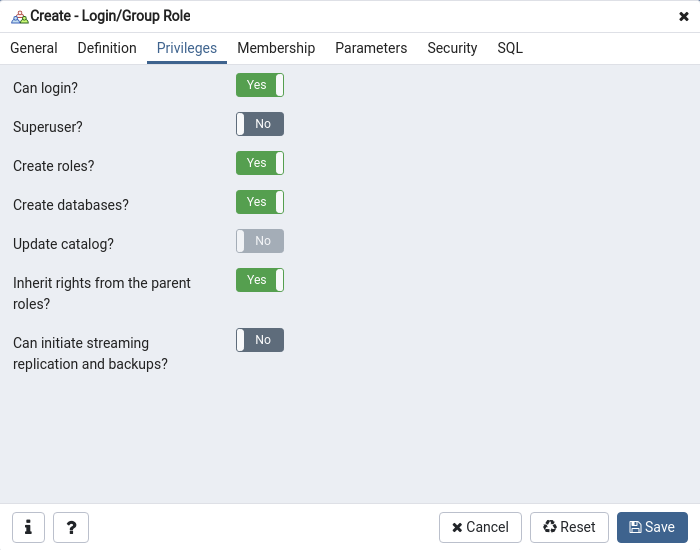 Create - Login/Group Role
General Definition Privileges Membership Parameters Security SQL
Can login? Yes
Superuser? No
Create roles? Yes
Create databases? Yes
Update catalog? No
Inherit rights from the parent roles? Yes
Can initiate streaming replication and backups? No
i ? Cancel Reset Save